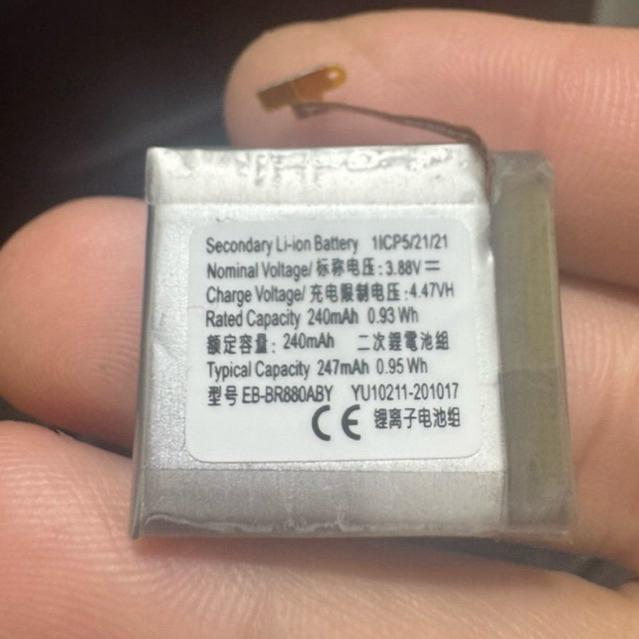 Secondary Li-ion Battery 1ICP5/21/21
Nominal Voltage/ 标称电压:3.88V⎓
Charge Voltage/ 充电限制电压:4.47VH
Rated Capacity 240mAh 0.93 Wh
额定容量: 240mAh 二次鋰電池組
Typical Capacity 247mAh 0.95 Wh
型号 EB-BR880ABY YU10211-201017
CE 锂离子电池组